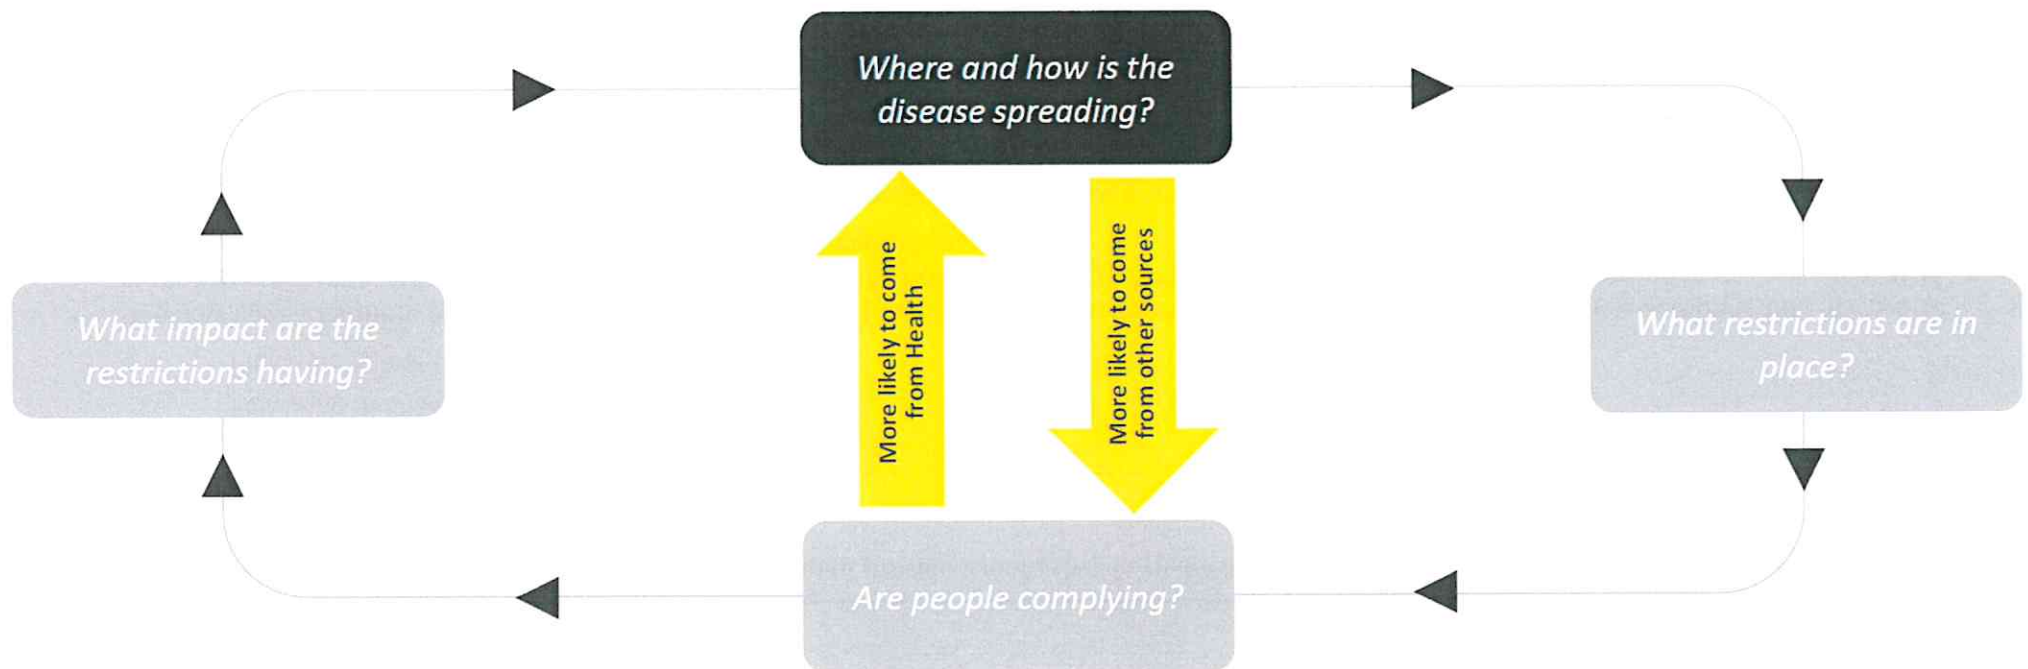 Where and how is the
disease spreading?
What impact are the
restrictions having?
More likely to come
from Health
More likely to come
from other sources
What restrictions are in
place?
Are people complying?